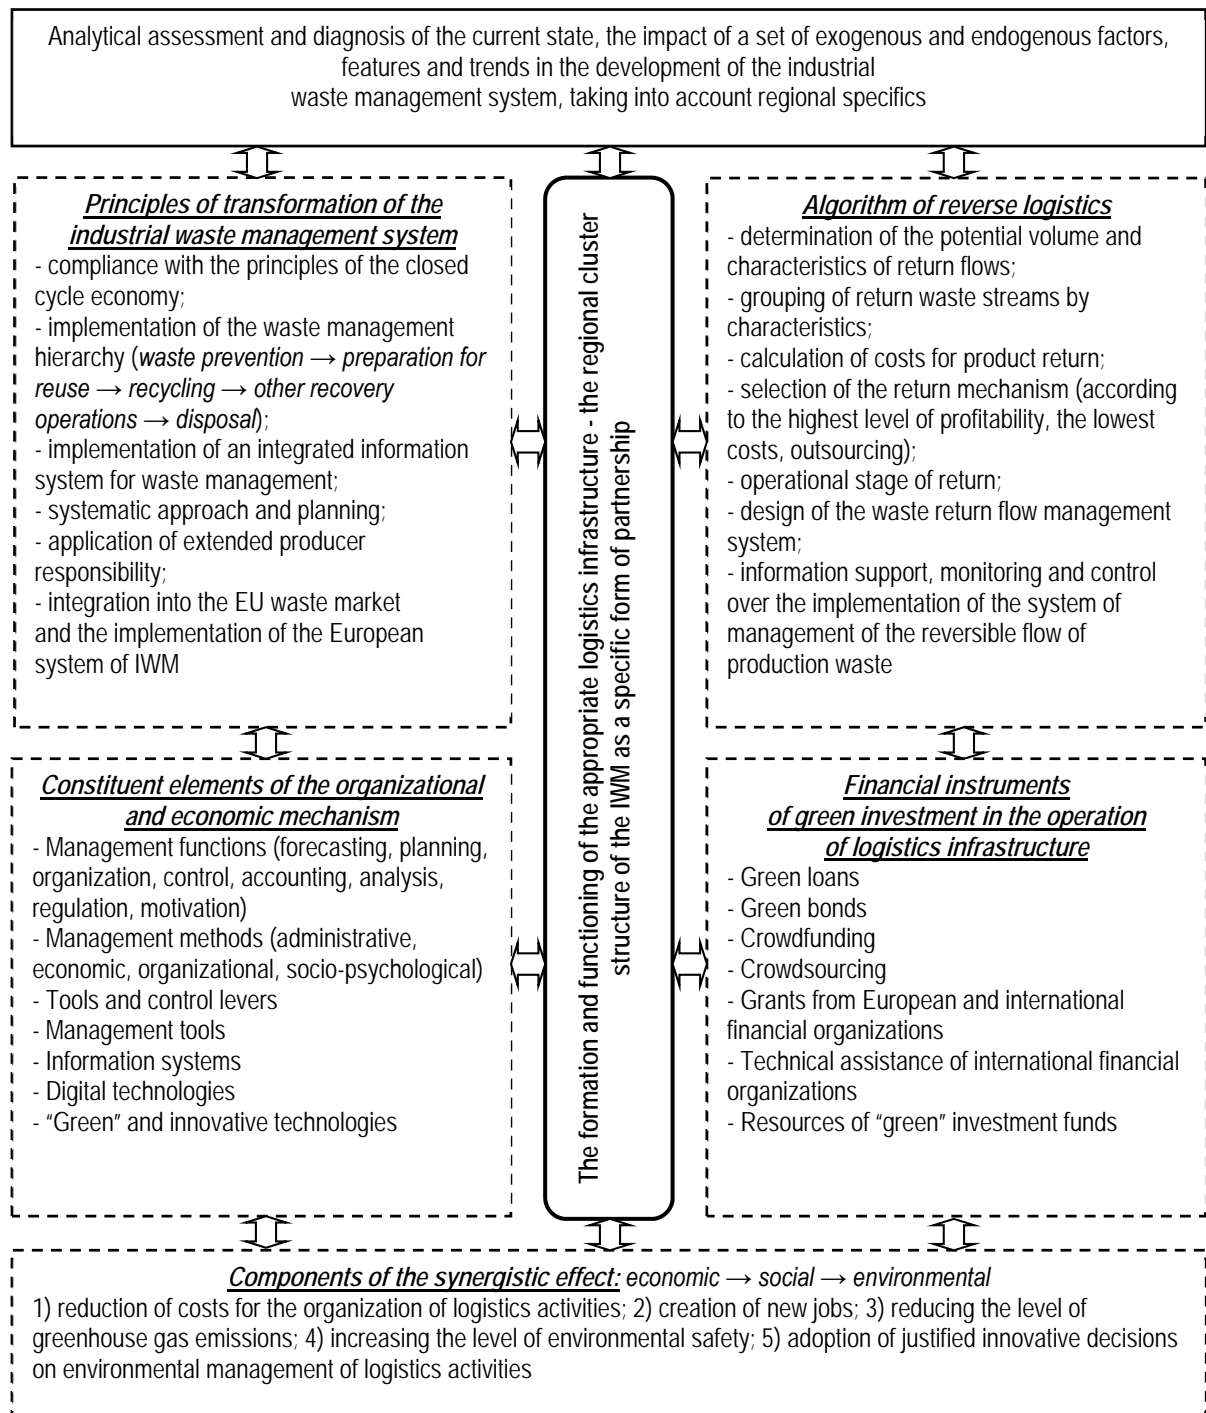 Analytical assessment and diagnosis of the current state, the impact of a set of exogenous and endogenous factors,
features and trends in the development of the industrial
waste management system, taking into account regional specifics
Principles of transformation of the
industrial waste management system
- compliance with the principles of the closed
cycle economy;
- implementation of the waste management
hierarchy (waste prevention → preparation for
reuse → recycling → other recovery
operations → disposal);
- implementation of an integrated information
system for waste management;
- systematic approach and planning;
- application of extended producer
responsibility;
- integration into the EU waste market
and the implementation of the European
system of IWM
The formation and functioning of the appropriate logistics infrastructure - the regional cluster
structure of the IWM as a specific form of partnership
Algorithm of reverse logistics
- determination of the potential volume and
characteristics of return flows;
- grouping of return waste streams by
characteristics;
- calculation of costs for product return;
- selection of the return mechanism (according
to the highest level of profitability, the lowest
costs, outsourcing);
- operational stage of return;
- design of the waste return flow management
system;
- information support, monitoring and control
over the implementation of the system of
management of the reversible flow of
production waste
Constituent elements of the organizational
and economic mechanism
- Management functions (forecasting, planning,
organization, control, accounting, analysis,
regulation, motivation)
- Management methods (administrative,
economic, organizational, socio-psychological)
- Tools and control levers
- Management tools
- Information systems
- Digital technologies
- “Green” and innovative technologies
Financial instruments
of green investment in the operation
of logistics infrastructure
- Green loans
- Green bonds
- Crowdfunding
- Crowdsourcing
- Grants from European and international
financial organizations
- Technical assistance of international financial
organizations
- Resources of “green” investment funds
Components of the synergistic effect: economic → social → environmental
1) reduction of costs for the organization of logistics activities; 2) creation of new jobs; 3) reducing the level of
greenhouse gas emissions; 4) increasing the level of environmental safety; 5) adoption of justified innovative decisions
on environmental management of logistics activities